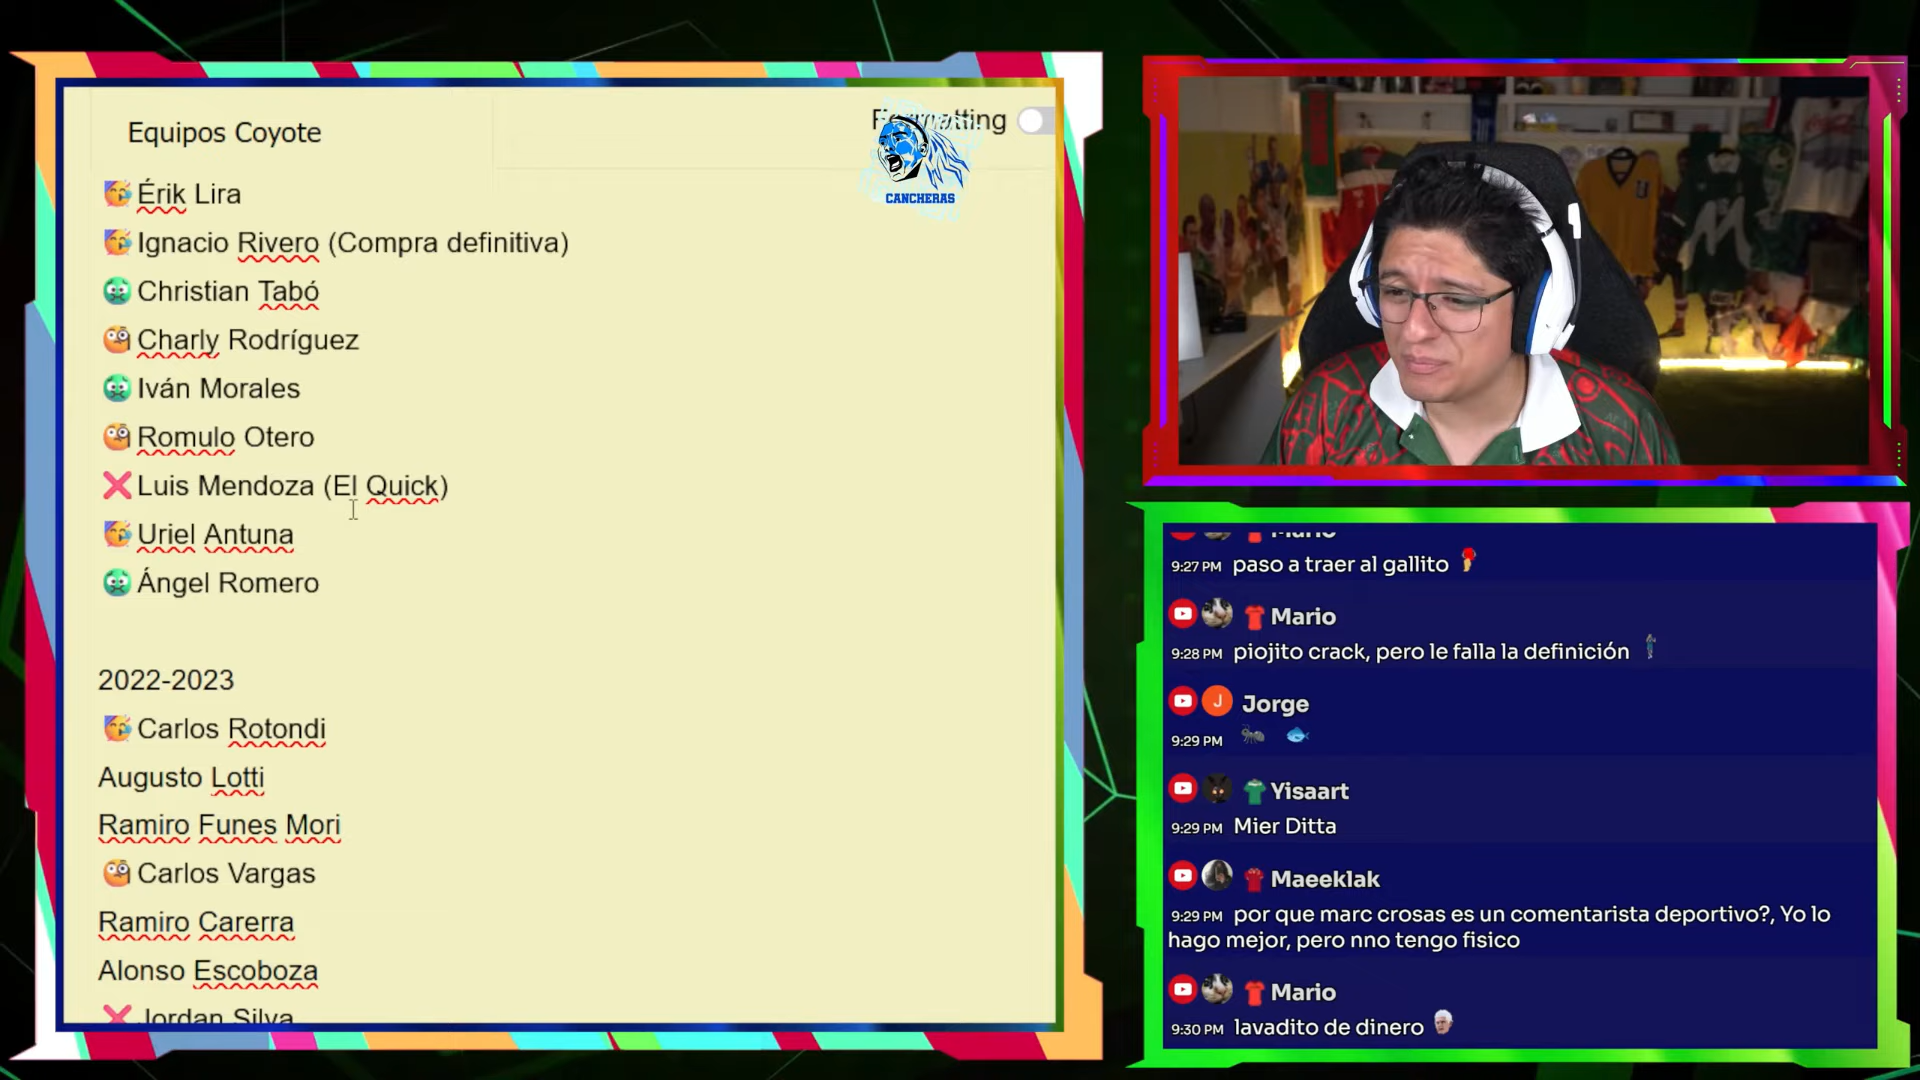 Equipos Coyote
Formatting
CANCHERAS
Érik Lira
Ignacio Rivero (Compra definitiva)
Christian Tabó
Charly Rodríguez
Iván Morales
Romulo Otero
Luis Mendoza (El Quick)
Uriel Antuna
Ángel Romero
2022-2023
Carlos Rotondi
Augusto Lotti
Ramiro Funes Mori
Carlos Vargas
Ramiro Carerra
Alonso Escoboza
Jordan Silva
Mario
9:27 PM paso a traer al gallito
Mario
9:28 PM piojito crack, pero le falla la definición
J Jorge
9:29 PM
Yisaart
9:29 PM Mier Ditta
Maeeklak
9:29 PM por que marc crosas es un comentarista deportivo?, Yo lo
hago mejor, pero nno tengo fisico
Mario
9:30 PM lavadito de dinero